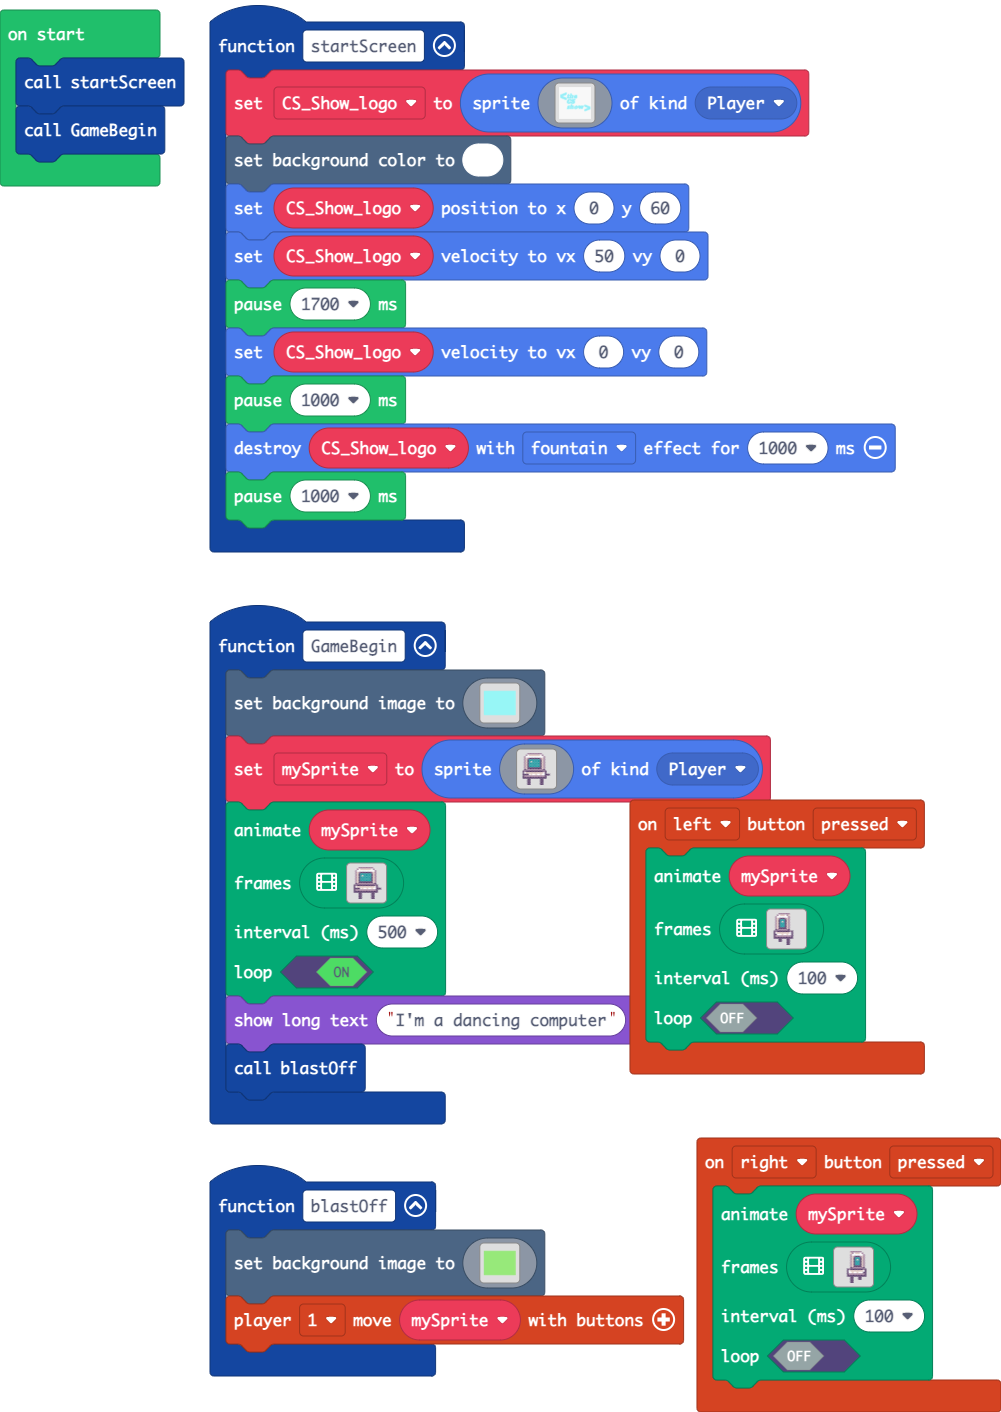 on start
call startScreen
call GameBegin
function startScreen
set CS_Show_logo to sprite of kind Player
set background color to
set CS_Show_logo position to x 0 y 60
set CS_Show_logo velocity to vx 50 vy 0
pause 1700 ms
set CS_Show_logo velocity to vx 0 vy 0
pause 1000 ms
destroy CS_Show_logo with fountain effect for 1000 ms
pause 1000 ms
function GameBegin
set background image to
set mySprite to sprite of kind Player
animate mySprite
frames
interval (ms) 500
loop ON
show long text "I'm a dancing computer"
call blastOff
on left button pressed
animate mySprite
frames
interval (ms) 100
loop OFF
function blastOff
set background image to
player 1 move mySprite with buttons
on right button pressed
animate mySprite
frames
interval (ms) 100
loop OFF